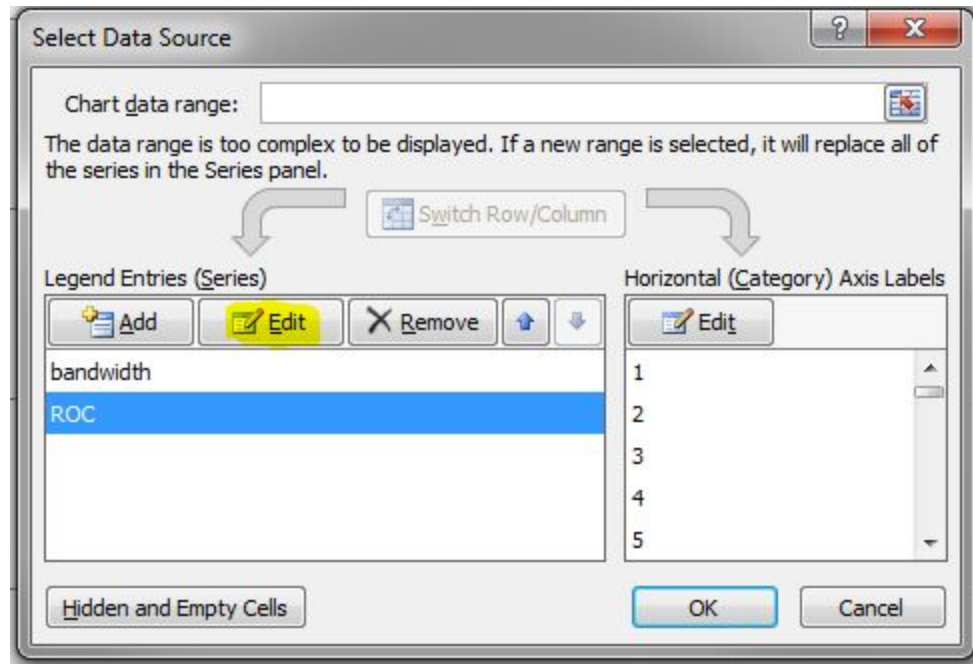 Select Data Source
Chart data range:
The data range is too complex to be displayed. If a new range is selected, it will replace all of
the series in the Series panel.
Switch Row/Column
Legend Entries (Series)
Horizontal (Category) Axis Labels
Add
Edit
Remove
Edit
bandwidth
ROC
1
2
3
4
5
Hidden and Empty Cells
OK
Cancel